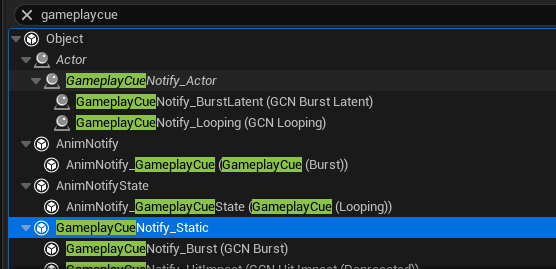 gameplaycue
Object
Actor
GameplayCueNotify_Actor
GameplayCueNotify_BurstLatent (GCN Burst Latent)
GameplayCueNotify_Looping (GCN Looping)
AnimNotify
AnimNotify_GameplayCue (GameplayCue (Burst))
AnimNotifyState
AnimNotify_GameplayCueState (GameplayCue (Looping))
GameplayCueNotify_Static
GameplayCueNotify_Burst (GCN Burst)
GameplayCueNotify_HitImpact (GCN Hit Impact (Deprecated))